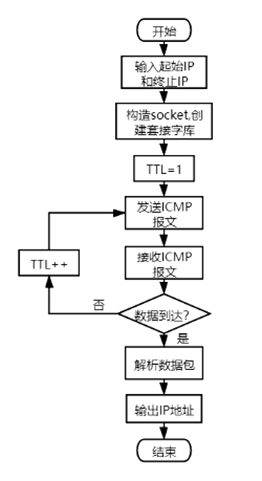 开始
输入起始IP
和终止IP
构造socket,创
建套接字库
TTL=1
发送ICMP
报文
接收ICMP
报文
TTL++
否
数据到达?
是
解析数据包
输出IP地址
结束